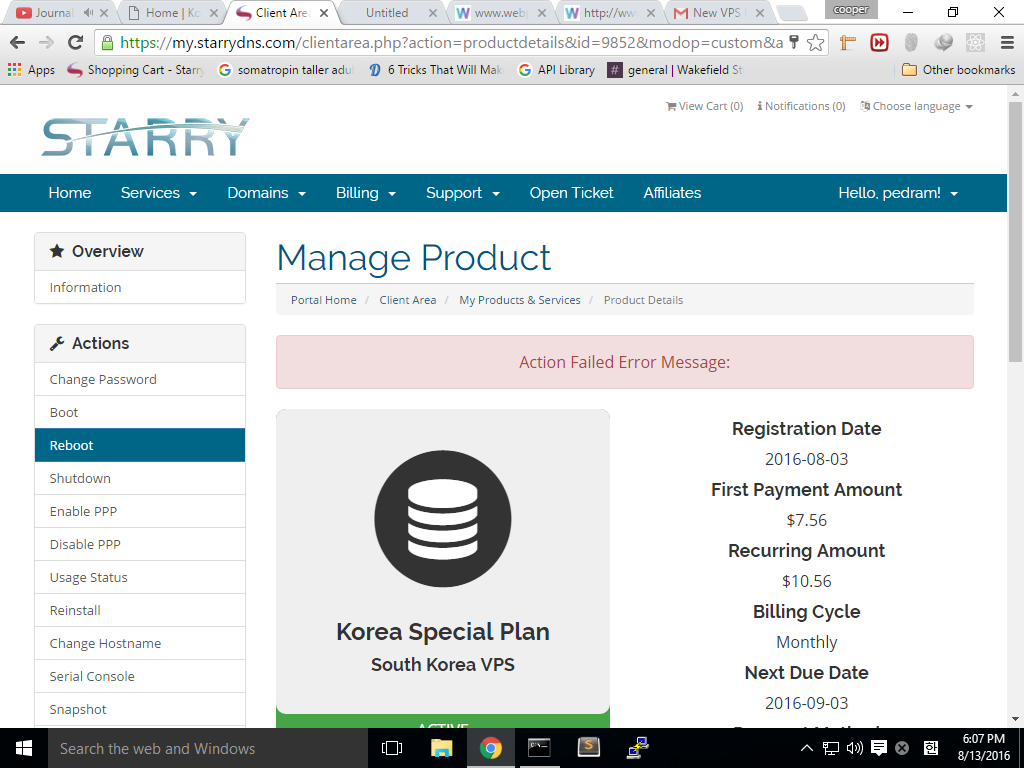 Journal
Home | Ko
Client Area
Untitled
www.webp
http://ww
New VPS
cooper
https://my.starrydns.com/clientarea.php?action=productdetails&id=9852&modop=custom&a
Apps
Shopping Cart - Starry
somatropin taller adul
6 Tricks That Will Mak
API Library
general | Wakefield St
Other bookmarks
View Cart (0)
Notifications (0)
Choose language
STARRY
Home
Services
Domains
Billing
Support
Open Ticket
Affiliates
Hello, pedram!
Overview
Information
Actions
Change Password
Boot
Reboot
Shutdown
Enable PPP
Disable PPP
Usage Status
Reinstall
Change Hostname
Serial Console
Snapshot
Manage Product
Portal Home / Client Area / My Products & Services / Product Details
Action Failed Error Message:
Korea Special Plan
South Korea VPS
ACTIVE
Registration Date
2016-08-03
First Payment Amount
$7.56
Recurring Amount
$10.56
Billing Cycle
Monthly
Next Due Date
2016-09-03
Search the web and Windows
한
6:07 PM
8/13/2016